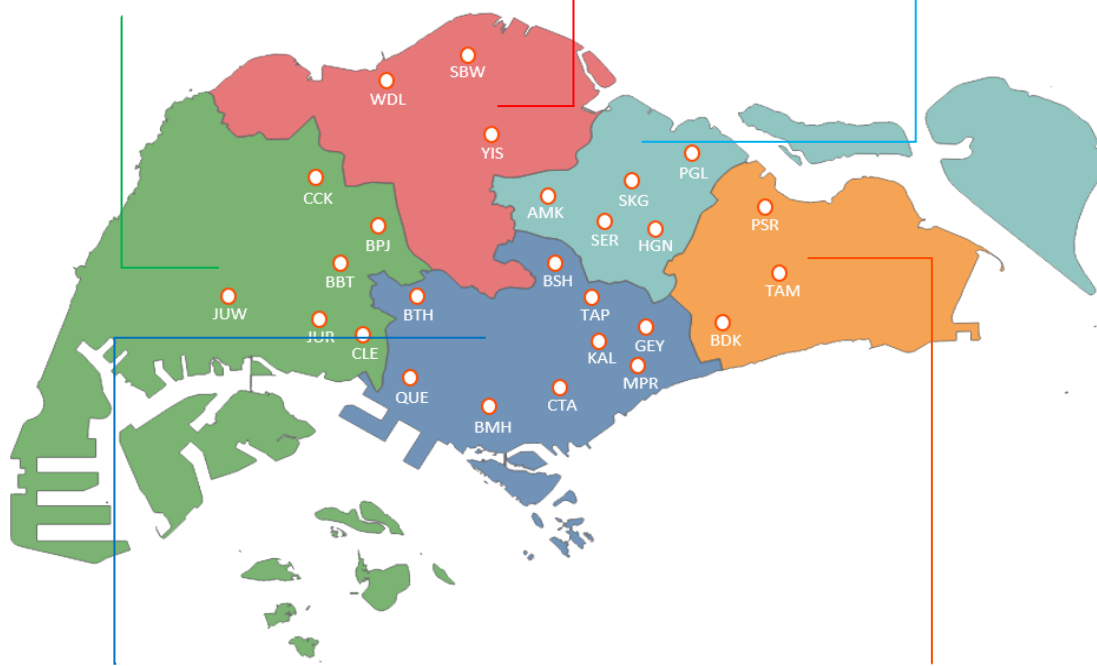 SBW
WDL
YIS
PGL
CCK
SKG
AMK
PSR
BPJ
SER
HGN
BBT
BSH
TAM
JUW
BTH
TAP
JUR
GEY
BDK
CLE
KAL
MPR
QUE
CTA
BMH